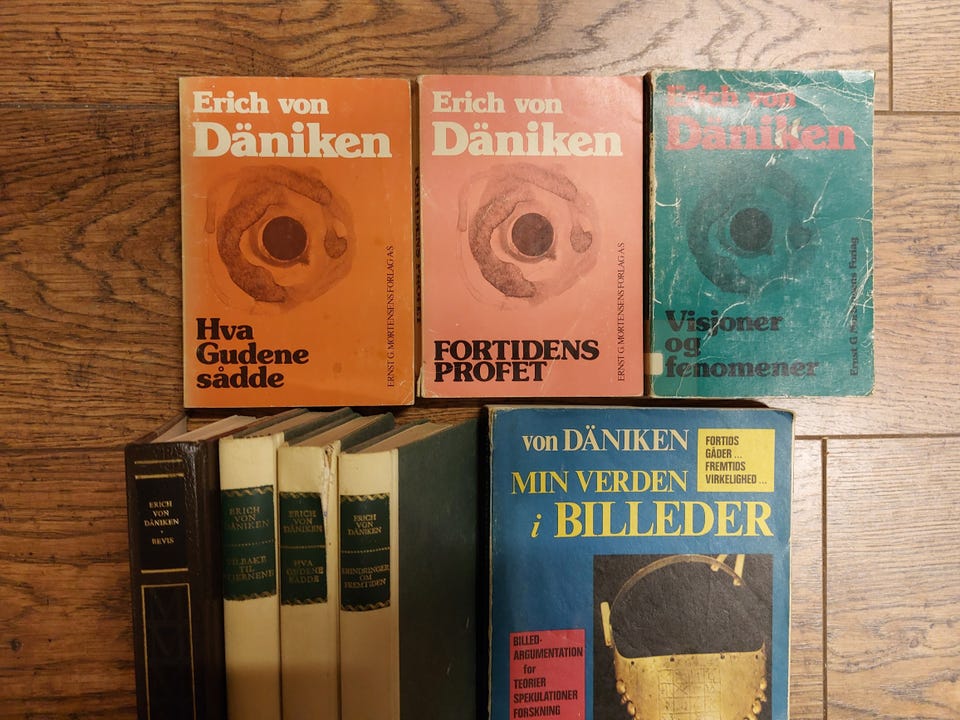 Erich von
Däniken
Hva
Gudene
sådde
ERNST G. MORTENSENS FORLAG A·S
Erich von
Däniken
FORTIDENS
PROFET
ERNST G. MORTENSENS FORLAG A·S
Erich von
Däniken
Visjoner
og
fenomener
Ernst G. Mortensens Forlag
ERICH
VON
DÄNIKEN
BEVIS
ERICH
VON
DÄNIKEN
TILBAKE
TIL
STJERNENE
ERICH
VON
DÄNIKEN
HVA
GUDENE
SÅDDE
ERICH
VON
DÄNIKEN
ERINDRINGER
OM
FREMTIDEN
von DÄNIKEN
FORTIDS
GÅDER ...
FREMTIDS
VIRKELIGHED ...
MIN VERDEN
i BILLEDER
BILLED-
ARGUMENTATION
for
TEORIER
SPEKULATIONER
FORSKNING